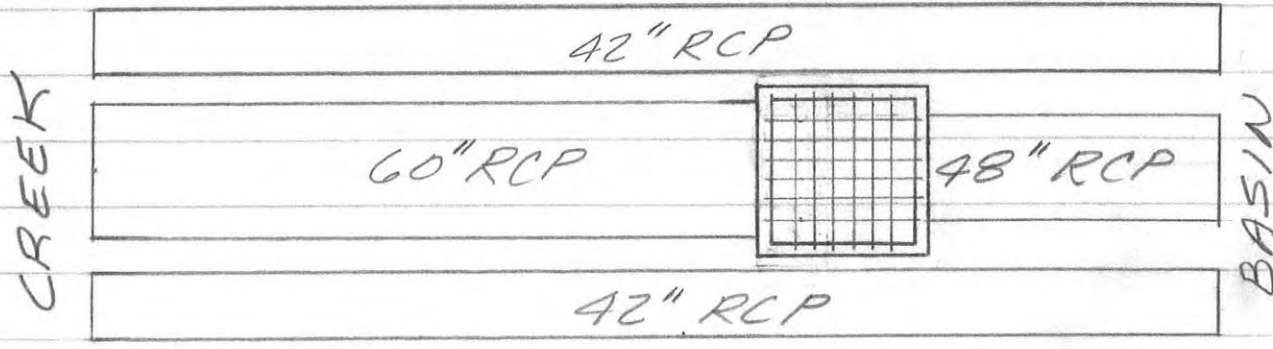 42" RCP
CREEK
60" RCP
48" RCP
BASIN
42" RCP